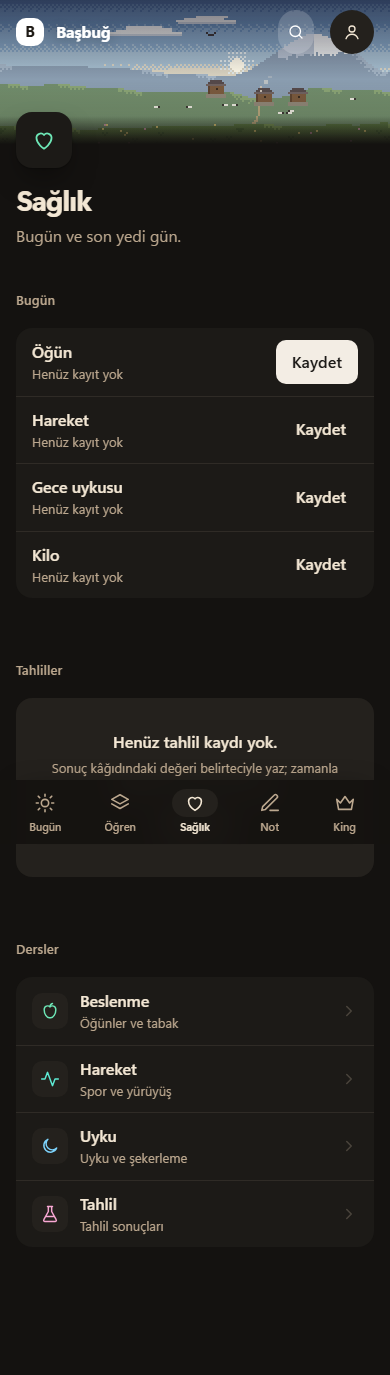 B Başbuğ
Sağlık
Bugün ve son yedi gün.
Bugün
Öğün
Henüz kayıt yok
Kaydet
Hareket
Henüz kayıt yok
Kaydet
Gece uykusu
Henüz kayıt yok
Kaydet
Kilo
Henüz kayıt yok
Kaydet
Tahliller
Henüz tahlil kaydı yok.
Sonuç kâğıdındaki değeri belirteciyle yaz; zamanla
Bugün Öğren Sağlık Not King
Dersler
Beslenme
Öğünler ve tabak
Hareket
Spor ve yürüyüş
Uyku
Uyku ve şekerleme
Tahlil
Tahlil sonuçları